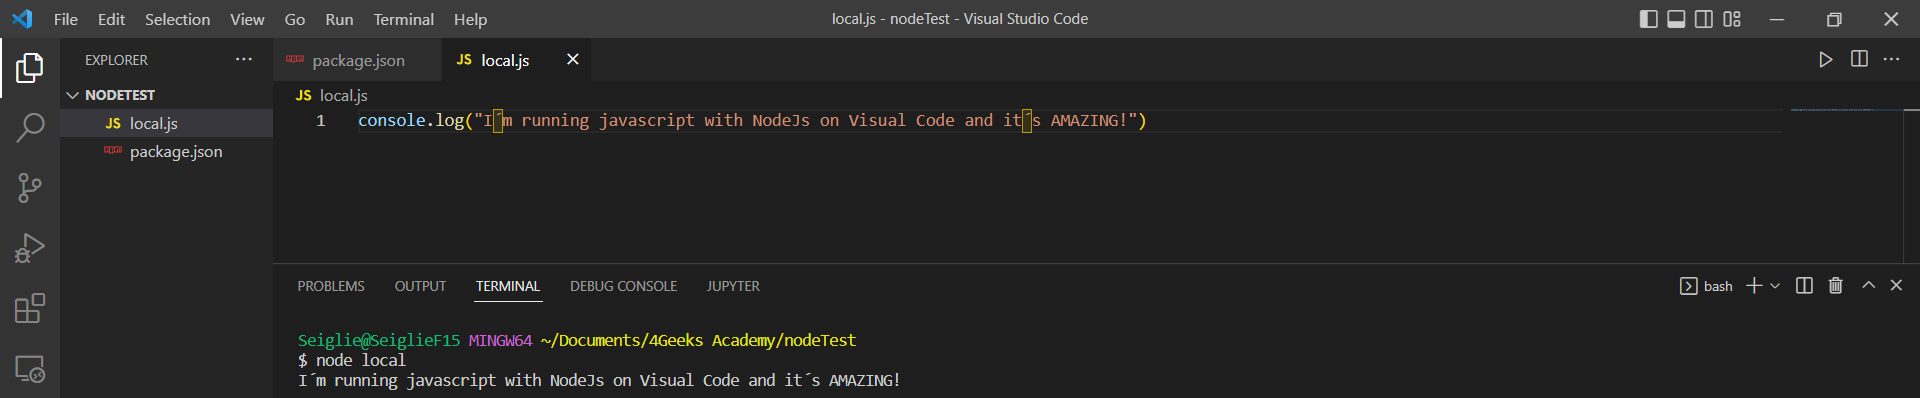 File Edit Selection View Go Run Terminal Help local.js - nodeTest - Visual Studio Code
EXPLORER
NODETEST
JS local.js
package.json
package.json JS local.js
JS local.js
1 console.log("I´m running javascript with NodeJs on Visual Code and it´s AMAZING!")
PROBLEMS OUTPUT TERMINAL DEBUG CONSOLE JUPYTER bash
Seiglie@SeiglieF15 MINGW64 ~/Documents/4Geeks Academy/nodeTest
$ node local
I´m running javascript with NodeJs on Visual Code and it´s AMAZING!